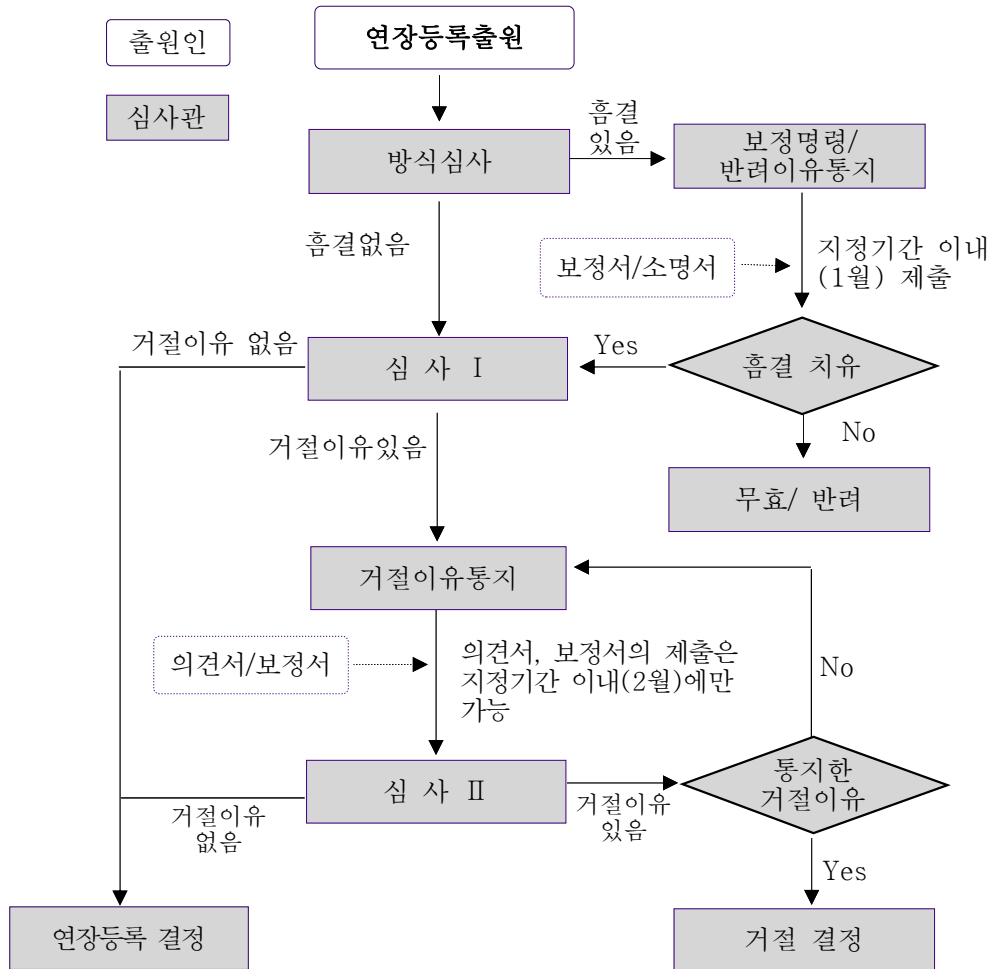 출원인
연장등록출원
심사관
방식심사
흠결
있음
보정명령/
반려이유통지
흠결없음
보정서/소명서
지정기간 이내
(1월) 제출
거절이유 없음
심 사 Ⅰ
Yes
흠결 치유
No
거절이유있음
무효/ 반려
거절이유통지
의견서/보정서
의견서, 보정서의 제출은
지정기간 이내(2월)에만
가능
No
심 사 Ⅱ
통지한
거절이유
거절이유
없음
거절이유
있음
Yes
연장등록 결정
거절 결정